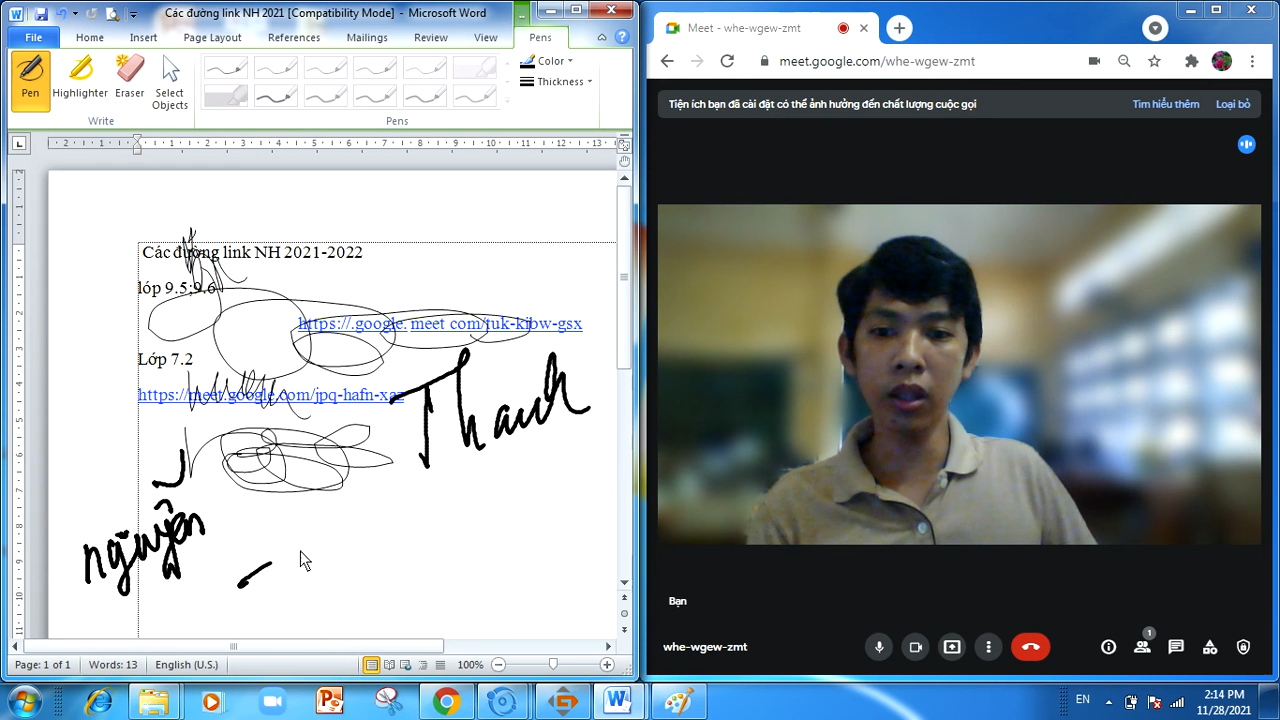 Các đường link NH 2021 [Compatibility Mode] - Microsoft Word
File Home Insert Page Layout References Mailings Review View Pens
Pen Highlighter Eraser Select Objects
Color
Thickness
Write Pens
Các đường link NH 2021-2022
lóp 9.5;9.6
https://.google. meet com/tuk-kjbw-gsx
Lớp 7.2
https://meet.google.com/jpq-hafn-xaz
Thanh
nguyễn
Page: 1 of 1 Words: 13 English (U.S.) 100%
Meet - whe-wgew-zmt
meet.google.com/whe-wgew-zmt
Tiện ích bạn đã cài đặt có thể ảnh hưởng đến chất lượng cuộc gọi Tìm hiểu thêm Loại bỏ
Bạn
whe-wgew-zmt
1
EN
2:14 PM
11/28/2021